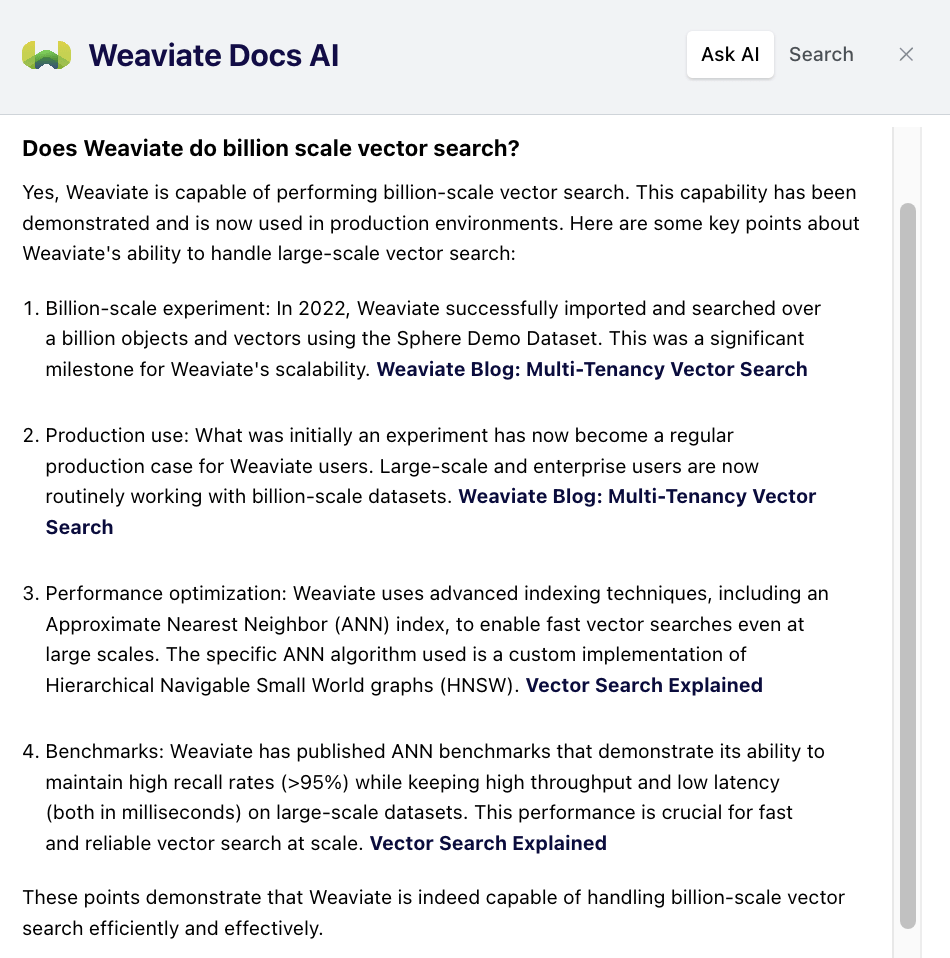 Weaviate Docs AI
Ask AI
Search
Does Weaviate do billion scale vector search?
Yes, Weaviate is capable of performing billion-scale vector search. This capability has been
demonstrated and is now used in production environments. Here are some key points about
Weaviate's ability to handle large-scale vector search:
1. Billion-scale experiment: In 2022, Weaviate successfully imported and searched over
a billion objects and vectors using the Sphere Demo Dataset. This was a significant
milestone for Weaviate's scalability. Weaviate Blog: Multi-Tenancy Vector Search
2. Production use: What was initially an experiment has now become a regular
production case for Weaviate users. Large-scale and enterprise users are now
routinely working with billion-scale datasets. Weaviate Blog: Multi-Tenancy Vector
Search
3. Performance optimization: Weaviate uses advanced indexing techniques, including an
Approximate Nearest Neighbor (ANN) index, to enable fast vector searches even at
large scales. The specific ANN algorithm used is a custom implementation of
Hierarchical Navigable Small World graphs (HNSW). Vector Search Explained
4. Benchmarks: Weaviate has published ANN benchmarks that demonstrate its ability to
maintain high recall rates (>95%) while keeping high throughput and low latency
(both in milliseconds) on large-scale datasets. This performance is crucial for fast
and reliable vector search at scale. Vector Search Explained
These points demonstrate that Weaviate is indeed capable of handling billion-scale vector
search efficiently and effectively.